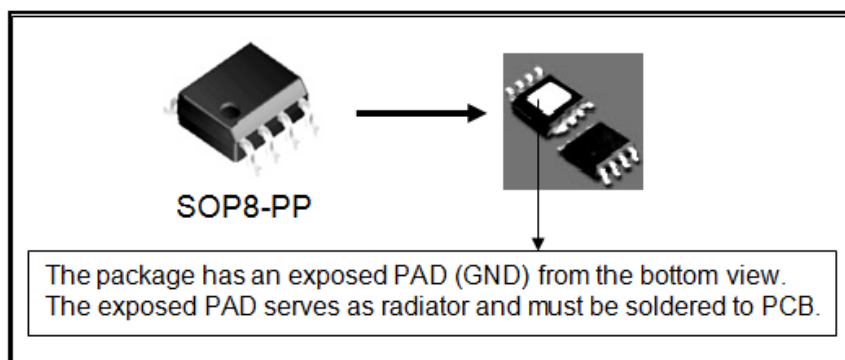 SOP8-PP
The package has an exposed PAD (GND) from the bottom view.
The exposed PAD serves as radiator and must be soldered to PCB.